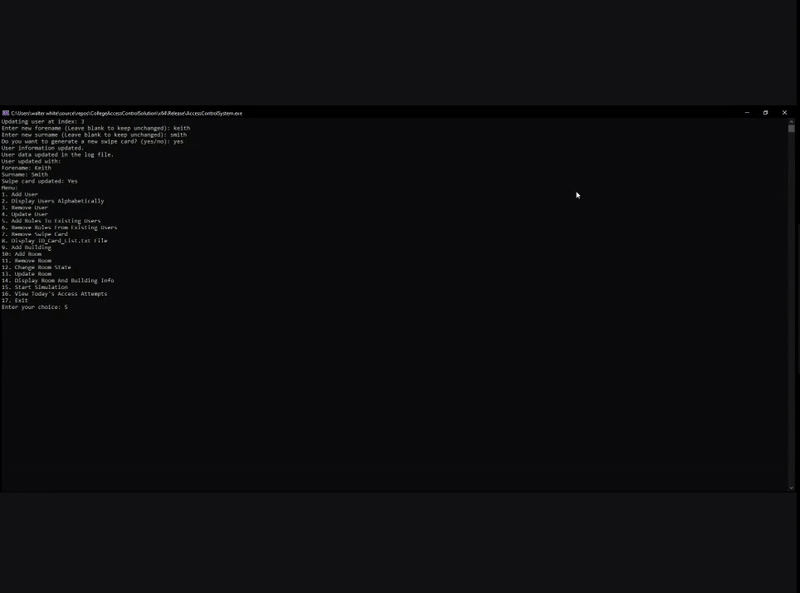 C:\Users\walter white\source\repos\CollegeAccessControlSolution\x64\Release\AccessControlSystem.exe
Updating user at index: 3
Enter new forename (Leave blank to keep unchanged): keith
Enter new surname (Leave blank to keep unchanged): smith
Do you want to generate a new swipe card? (yes/no): yes
User information updated.
User data updated in the log file.
User updated with:
Forename: Keith
Surname: Smith
Swipe card updated: Yes
Menu:
1. Add User
2. Display Users Alphabetically
3. Remove User
4. Update User
5. Add Roles To Existing Users
6. Remove Roles From Existing Users
7. Remove Swipe Card
8. Display ID_Card_List.txt File
9. Add Building
10: Add Room
11. Remove Room
12. Change Room State
13. Update Room
14. Display Room And Building Info
15. Start Simulation
16. View Today's Access Attempts
17. Exit
Enter your choice: 5